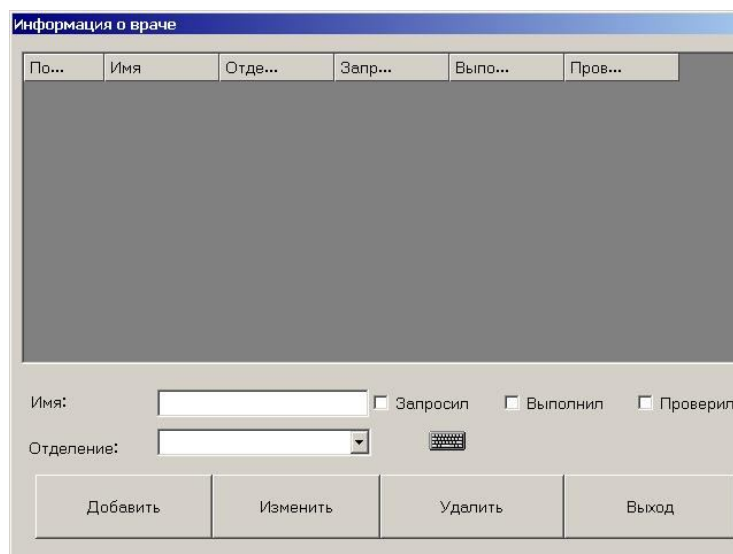 Информация о враче
По... Имя Отде... Запр... Выпо... Пров...
Имя: Запросил Выполнил Проверил
Отделение:
Добавить Изменить Удалить Выход